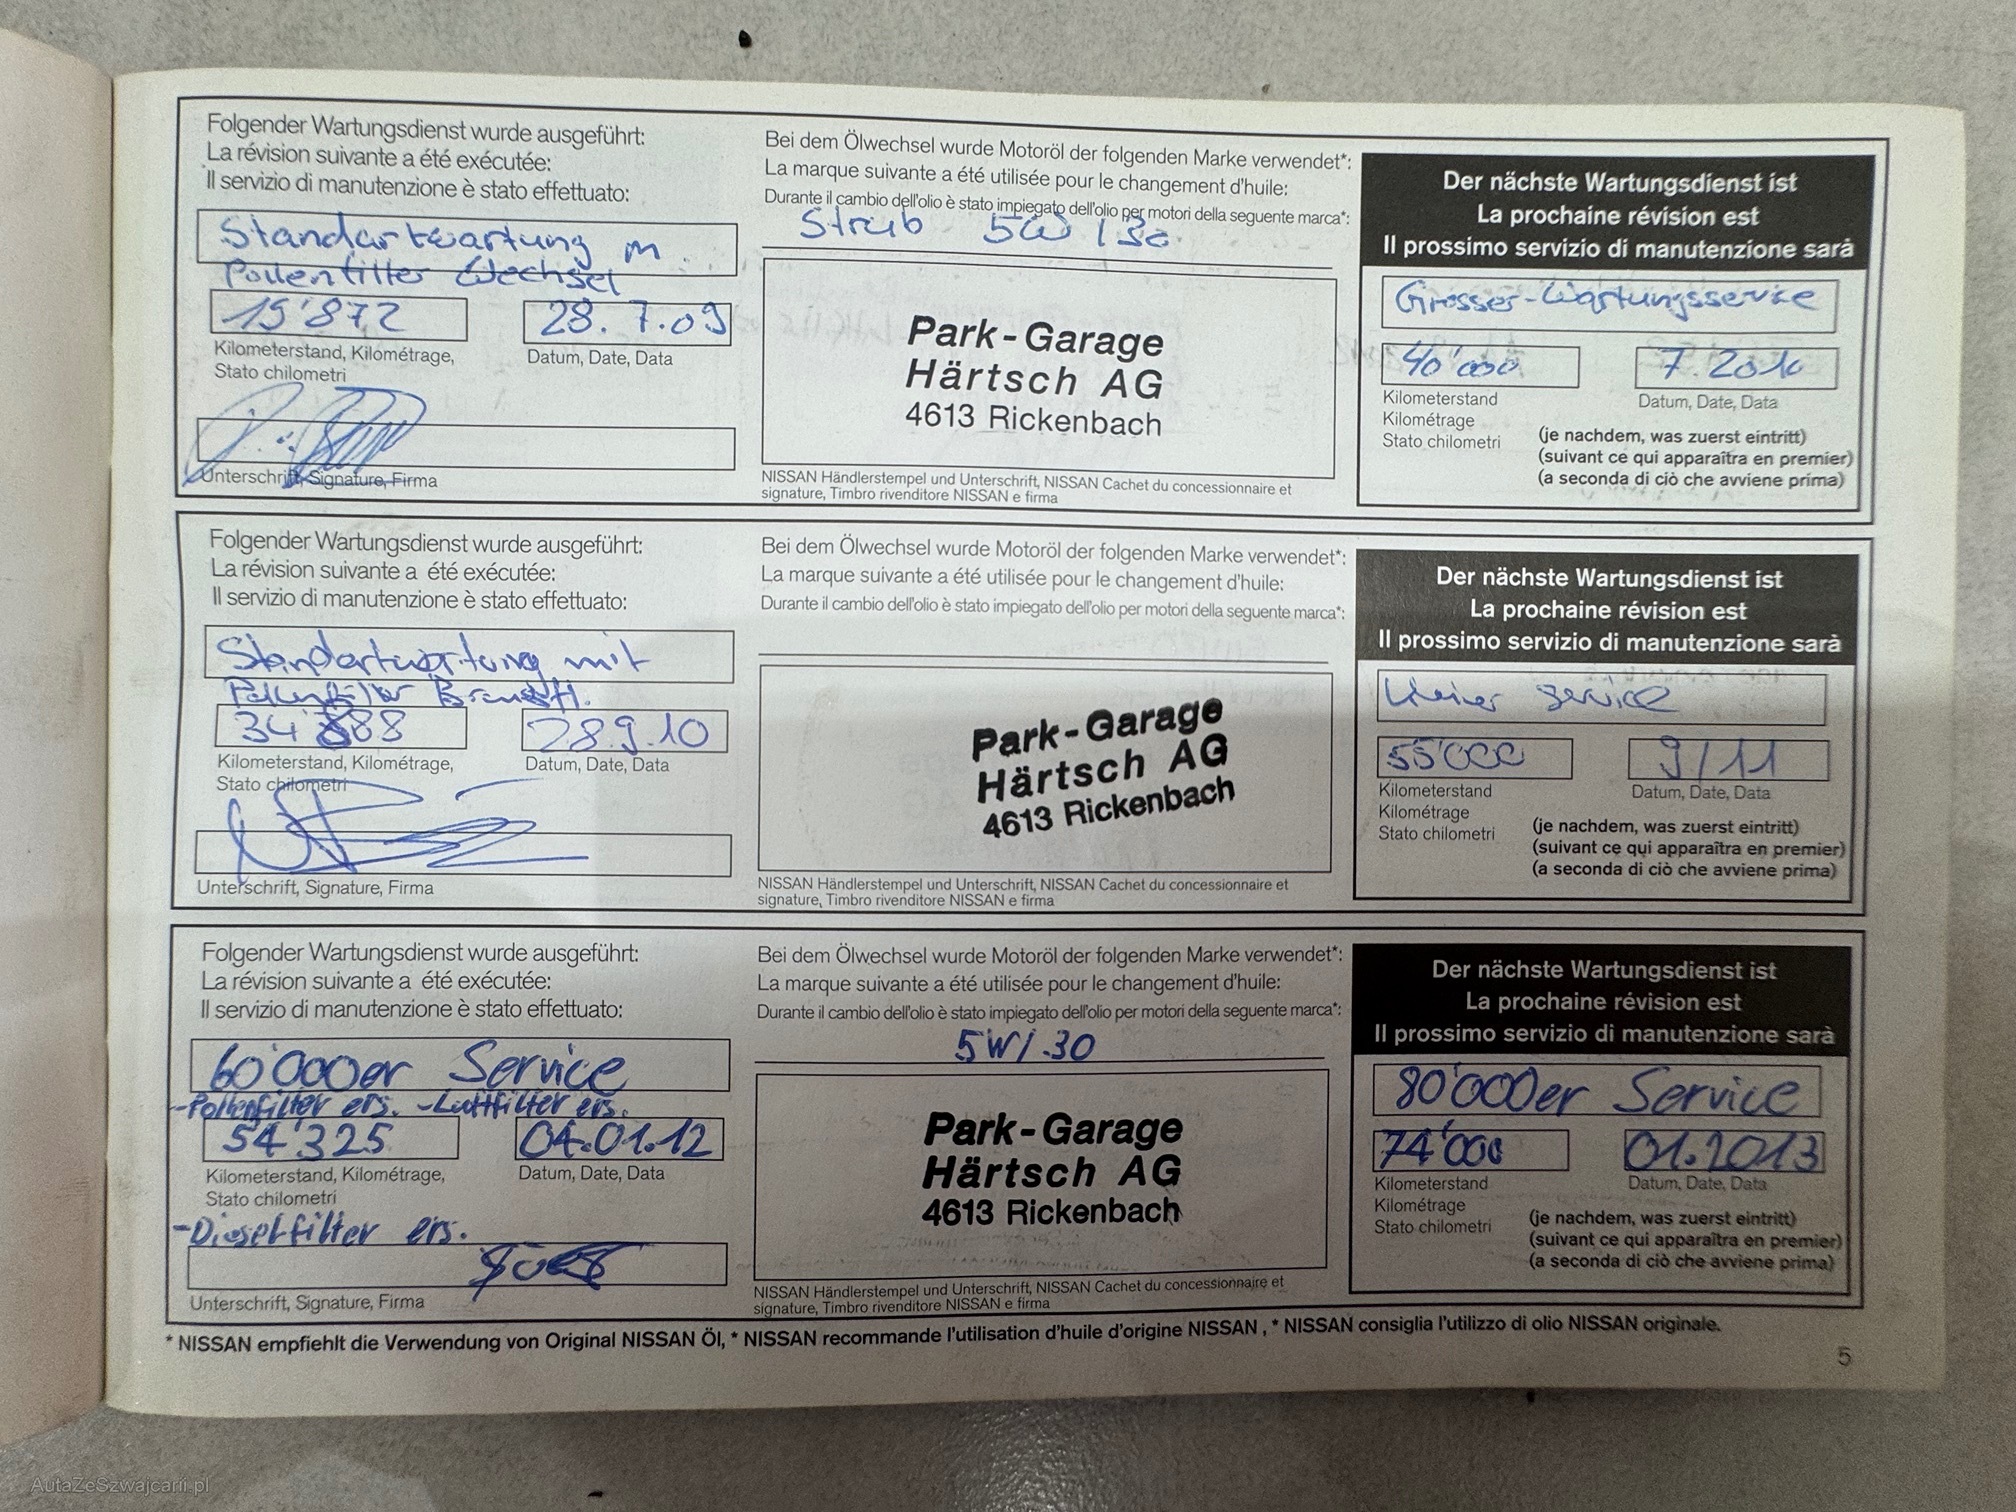 Folgender Wartungsdienst wurde ausgeführt:
La révision suivante a été exécutée:
Il servizio di manutenzione è stato effettuato:
Standartwartung m.
Pollenfilter Wechsel
19'872
28.7.09
Kilometerstand, Kilométrage,
Stato chilometri
Datum, Date, Data
Unterschrift, Signature, Firma
Bei dem Ölwechsel wurde Motoröl der folgenden Marke verwendet*:
La marque suivante a été utilisée pour le changement d'huile:
Durante il cambio dell'olio è stato impiegato dell'olio per motori della seguente marca*:
Strub 5W/30
Park-Garage
Härtsch AG
4613 Rickenbach
NISSAN Händlerstempel und Unterschrift, NISSAN Cachet du concessionnaire et
signature, Timbro rivenditore NISSAN e firma
Der nächste Wartungsdienst ist
La prochaine révision est
Il prossimo servizio di manutenzione sarà
Grosser-Wartungsservice
40'000
7.2010
Kilometerstand
Kilométrage
Stato chilometri
Datum, Date, Data
(je nachdem, was zuerst eintritt)
(suivant ce qui apparaîtra en premier)
(a seconda di ciò che avviene prima)
Folgender Wartungsdienst wurde ausgeführt:
La révision suivante a été exécutée:
Il servizio di manutenzione è stato effettuato:
Standartwartung mit
Pollenfilter
28.9.10
Kilometerstand, Kilométrage,
Stato chilometri
Datum, Date, Data
Unterschrift, Signature, Firma
Bei dem Ölwechsel wurde Motoröl der folgenden Marke verwendet*:
La marque suivante a été utilisée pour le changement d'huile:
Durante il cambio dell'olio è stato impiegato dell'olio per motori della seguente marca*:
Park-Garage
Härtsch AG
4613 Rickenbach
NISSAN Händlerstempel und Unterschrift, NISSAN Cachet du concessionnaire et
signature, Timbro rivenditore NISSAN e firma
Der nächste Wartungsdienst ist
La prochaine révision est
Il prossimo servizio di manutenzione sarà
kleiner Service
55'000
9/11
Kilometerstand
Kilométrage
Stato chilometri
Datum, Date, Data
(je nachdem, was zuerst eintritt)
(suivant ce qui apparaîtra en premier)
(a seconda di ciò che avviene prima)
Folgender Wartungsdienst wurde ausgeführt:
La révision suivante a été exécutée:
Il servizio di manutenzione è stato effettuato:
60'000er Service
-Pollenfilter ers. -Luftfilter ers.
54'325
04.01.12
Kilometerstand, Kilométrage,
Stato chilometri
Datum, Date, Data
-Dieselfilter ers.
Unterschrift, Signature, Firma
Bei dem Ölwechsel wurde Motoröl der folgenden Marke verwendet*:
La marque suivante a été utilisée pour le changement d'huile:
Durante il cambio dell'olio è stato impiegato dell'olio per motori della seguente marca*:
5W/30
Park-Garage
Härtsch AG
4613 Rickenbach
NISSAN Händlerstempel und Unterschrift, NISSAN Cachet du concessionnaire et
signature, Timbro rivenditore NISSAN e firma
Der nächste Wartungsdienst ist
La prochaine révision est
Il prossimo servizio di manutenzione sarà
80'000er Service
74'000
01.2013
Kilometerstand
Kilométrage
Stato chilometri
Datum, Date, Data
(je nachdem, was zuerst eintritt)
(suivant ce qui apparaîtra en premier)
(a seconda di ciò che avviene prima)
* NISSAN empfiehlt die Verwendung von Original NISSAN Öl, * NISSAN recommande l'utilisation d'huile d'origine NISSAN, * NISSAN consiglia l'utilizzo di olio NISSAN originale.
5
AutaZeSzwajcarii.pl